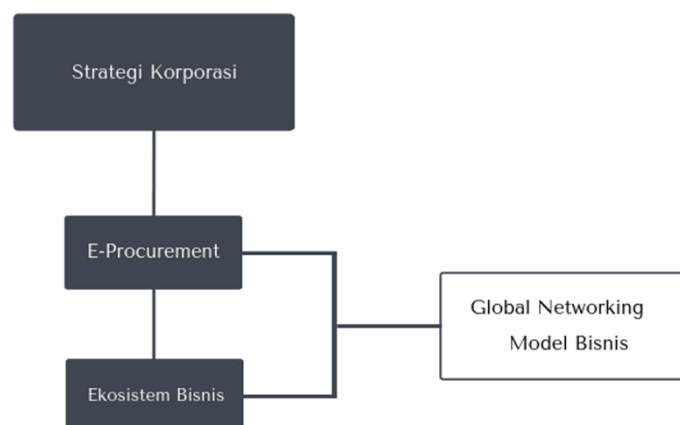 Strategi Korporasi
E-Procurement
Global Networking
Model Bisnis
Ekosistem Bisnis